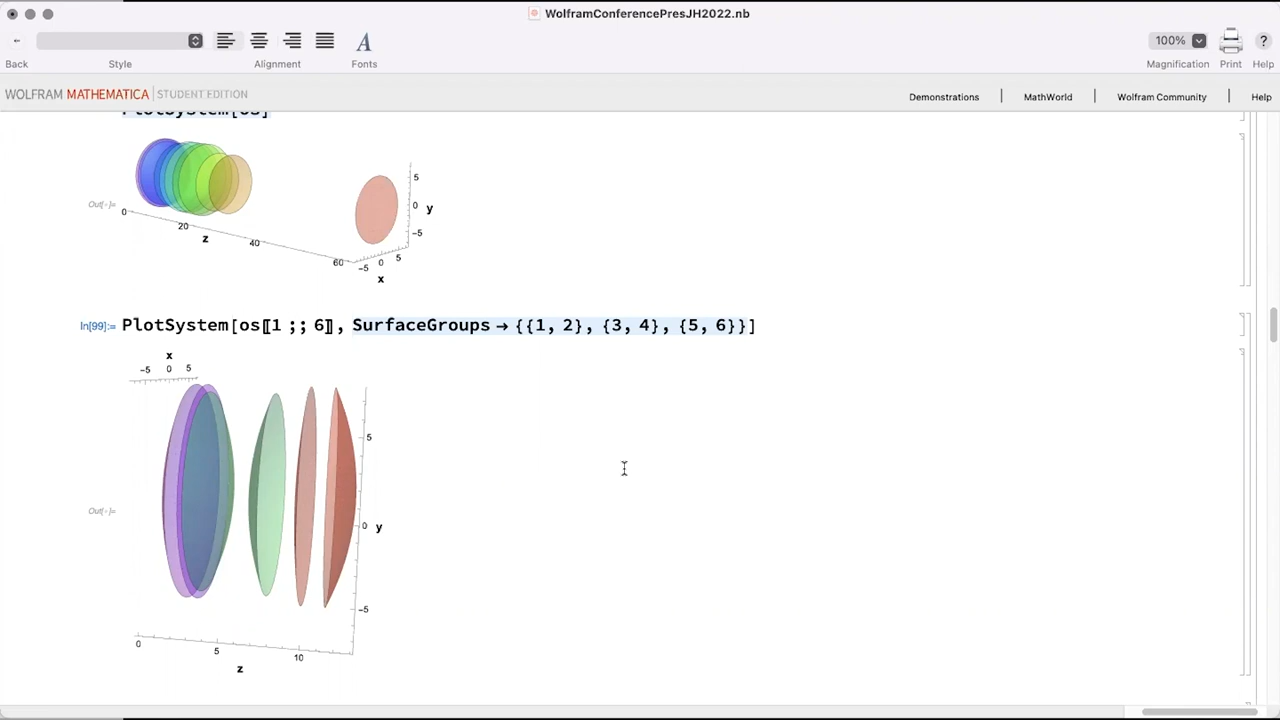 WolframConferencePresJH2022.nb
100%
Back Style Alignment Fonts Magnification Print Help
WOLFRAM MATHEMATICA | STUDENT EDITION Demonstrations MathWorld Wolfram Community Help
PlotSystem[os]
Out[◦]=
0 20 40 60
z
-5 0 5
x
5
0
-5
y
In[99]:= PlotSystem[os〚1 ;; 6〛, SurfaceGroups → {{1, 2}, {3, 4}, {5, 6}}]
x
-5 0 5
5
Out[◦]=
0 y
-5
0 5 10
z